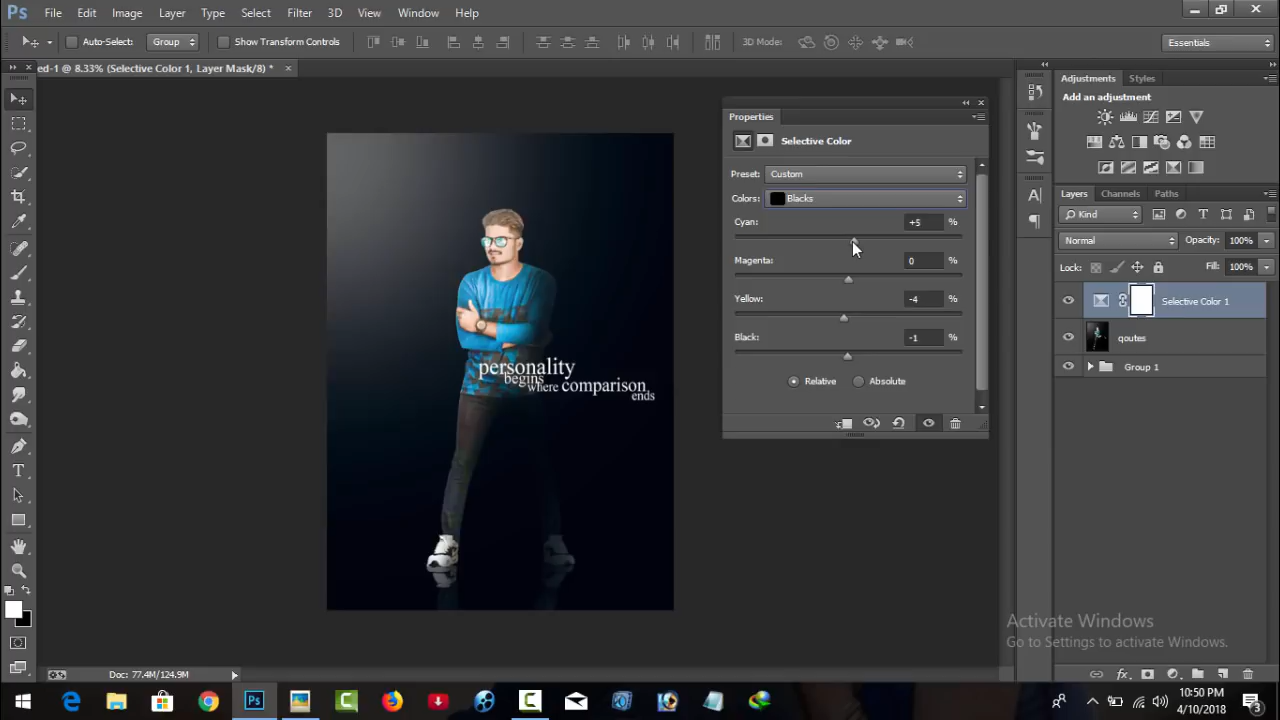 Ps File Edit Image Layer Type Select Filter 3D View Window Help
Auto-Select: Group Show Transform Controls 3D Mode: Essentials
ed-1 @ 8.33% (Selective Color 1, Layer Mask/8) * ×
Properties
Selective Color
Preset: Custom
Colors: Blacks
Cyan: +5 %
Magenta: 0 %
Yellow: -4 %
Black: -1 %
Relative Absolute
Adjustments Styles
Add an adjustment
Layers Channels Paths
Kind
Normal Opacity: 100%
Lock: Fill: 100%
Selective Color 1
qoutes
Group 1
personality
begins
where comparison
ends
Activate Windows
Go to Settings to activate Windows.
Doc: 77.4M/124.9M
10:50 PM
4/10/2018
3